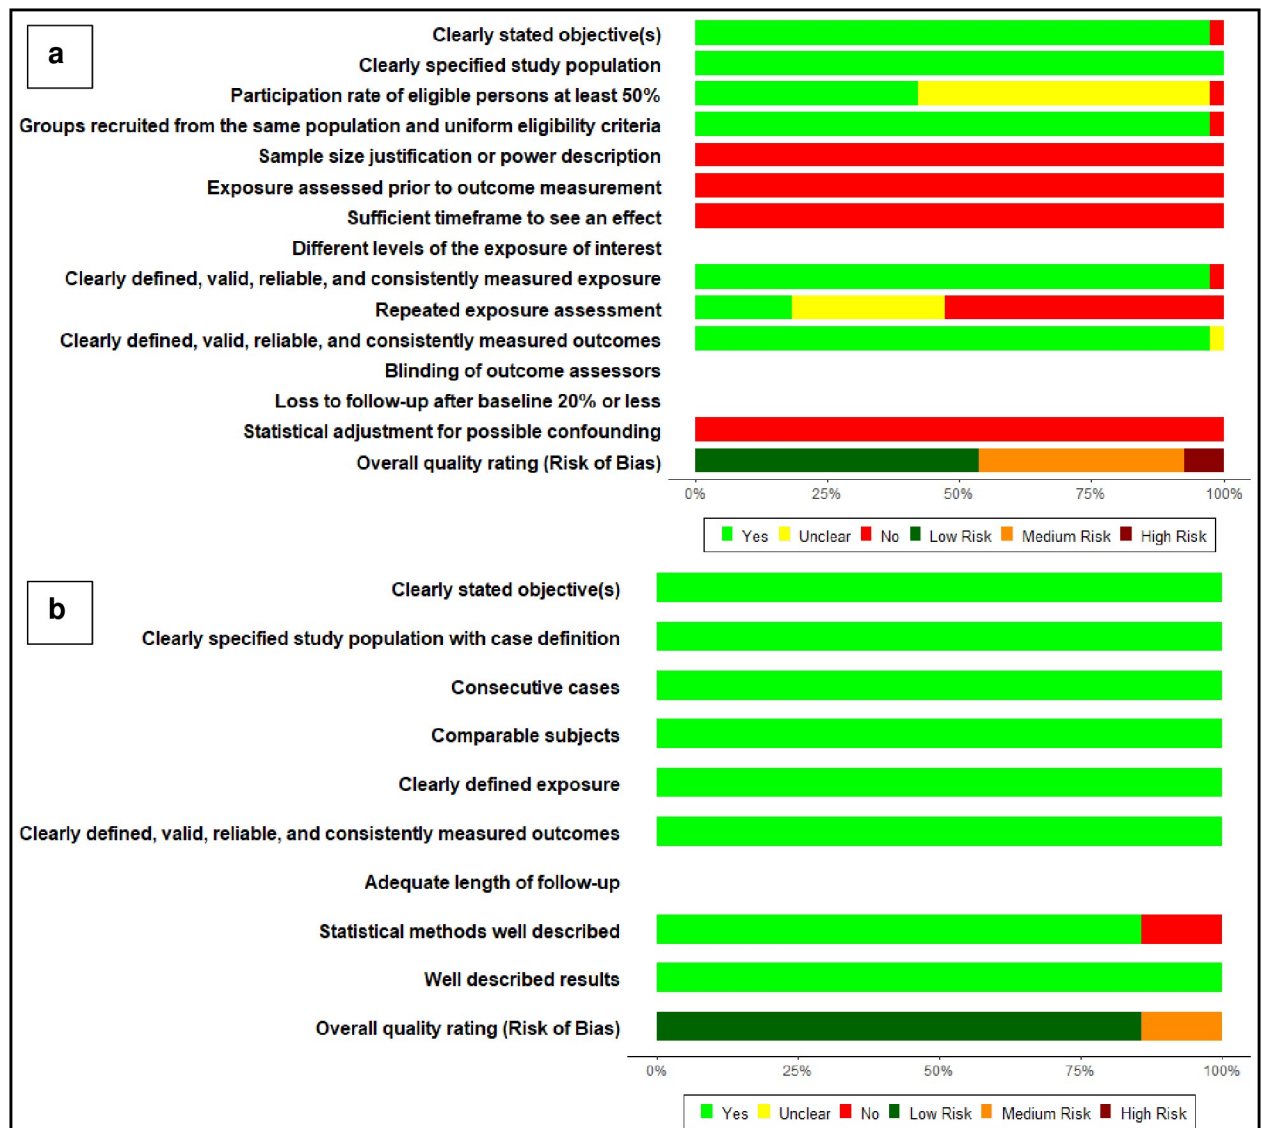 a
Clearly stated objective(s)
Clearly specified study population
Participation rate of eligible persons at least 50%
Groups recruited from the same population and uniform eligibility criteria
Sample size justification or power description
Exposure assessed prior to outcome measurement
Sufficient timeframe to see an effect
Different levels of the exposure of interest
Clearly defined, valid, reliable, and consistently measured exposure
Repeated exposure assessment
Clearly defined, valid, reliable, and consistently measured outcomes
Blinding of outcome assessors
Loss to follow-up after baseline 20% or less
Statistical adjustment for possible confounding
Overall quality rating (Risk of Bias)
0% 25% 50% 75% 100%
Yes Unclear No Low Risk Medium Risk High Risk
b
Clearly stated objective(s)
Clearly specified study population with case definition
Consecutive cases
Comparable subjects
Clearly defined exposure
Clearly defined, valid, reliable, and consistently measured outcomes
Adequate length of follow-up
Statistical methods well described
Well described results
Overall quality rating (Risk of Bias)
0% 25% 50% 75% 100%
Yes Unclear No Low Risk Medium Risk High Risk